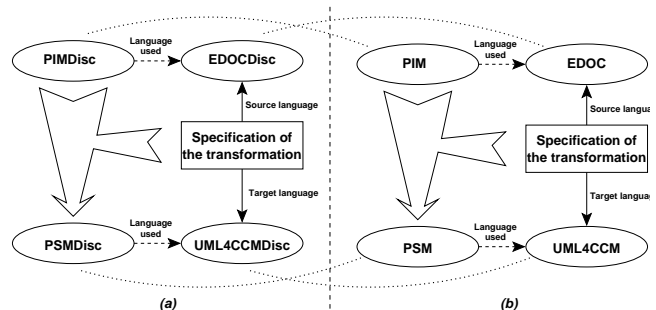 Language
used
PIMDisc
EDOCDisc
Source language
Specification of
the transformation
Target language
Language
used
PSMDisc
UML4CCMDisc
(a)
Language
used
PIM
EDOC
Source langua
Specification of
the transformation
Target language
Language
used
PSM
UML4CCM
(b)